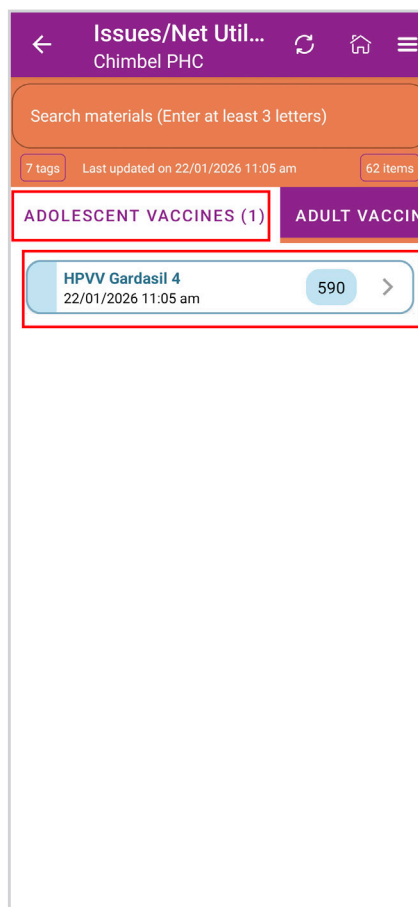 Issues/Net Util...
Chimbel PHC
Search materials (Enter at least 3 letters)
7 tags Last updated on 22/01/2026 11:05 am 62 items
ADOLESCENT VACCINES (1) ADULT VACCIN
HPVV Gardasil 4
22/01/2026 11:05 am
590